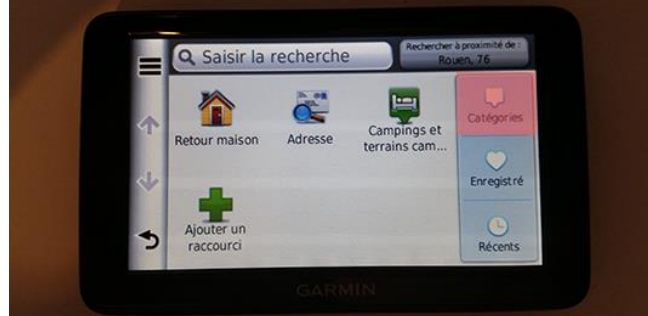 Saisir la recherche
Rechercher à proximité de :
Rouen, 76
Retour maison
Adresse
Campings et
terrains cam...
Catégories
Enregistré
Ajouter un
raccourci
Récents
GARMIN